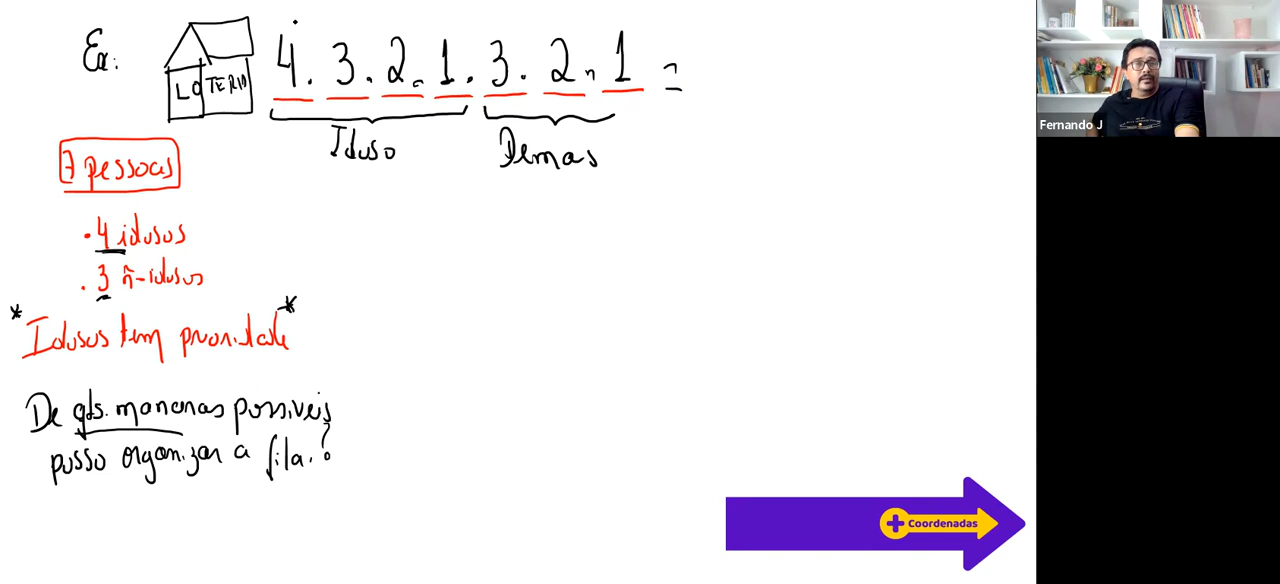 Ex:
LOTERIA
4. 3. 2. 1. 3. 2. 1 =
Idoso
Demas
7 pessoas
• 4 idosos
. 3 ñ-idosos
* Idosos tem prioridade *
De qts. maneiras possíveis
posso organizar a fila.?
Fernando J
+ Coordenadas